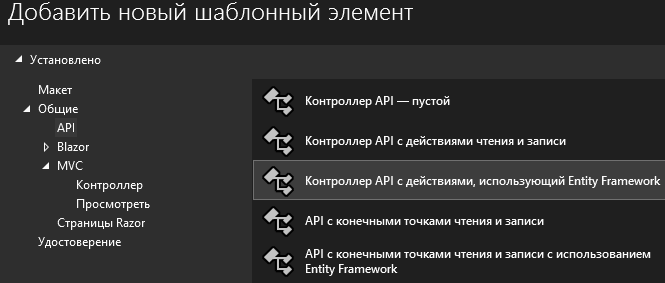 Добавить новый шаблонный элемент
Установлено
Макет
Общие
API
Blazor
MVC
Контроллер
Просмотреть
Страницы Razor
Удостоверение
Контроллер API — пустой
Контроллер API с действиями чтения и записи
Контроллер API с действиями, использующий Entity Framework
API с конечными точками чтения и записи
API с конечными точками чтения и записи с использованием
Entity Framework